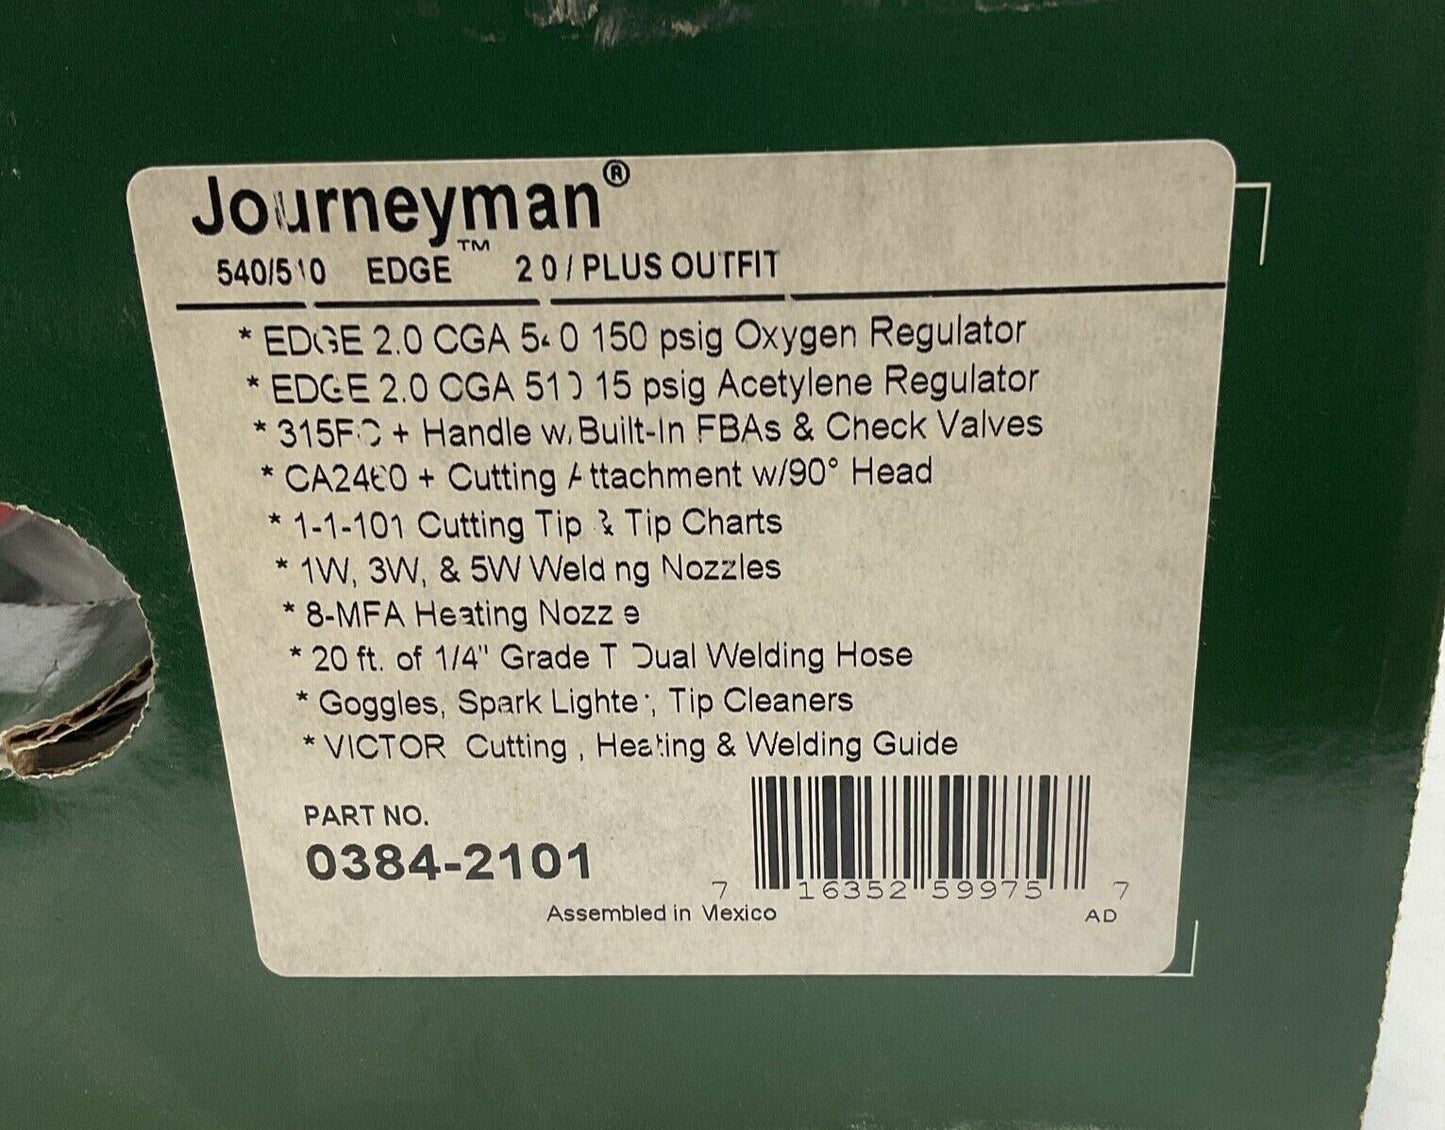 Journeyman®
540/510 EDGE™ 2.0 / PLUS OUTFIT
* EDGE 2.0 CGA 540 150 psig Oxygen Regulator
* EDGE 2.0 CGA 510 15 psig Acetylene Regulator
* 315FC + Handle w/ Built-In FBAs & Check Valves
* CA2460 + Cutting Attachment w/90° Head
* 1-1-101 Cutting Tip & Tip Charts
* 1W, 3W, & 5W Welding Nozzles
* 8-MFA Heating Nozzle
* 20 ft. of 1/4" Grade T Dual Welding Hose
* Goggles, Spark Lighter, Tip Cleaners
* VICTOR Cutting , Heating & Welding Guide
PART NO.
0384-2101
7 16352 59975 7
Assembled in Mexico
AD